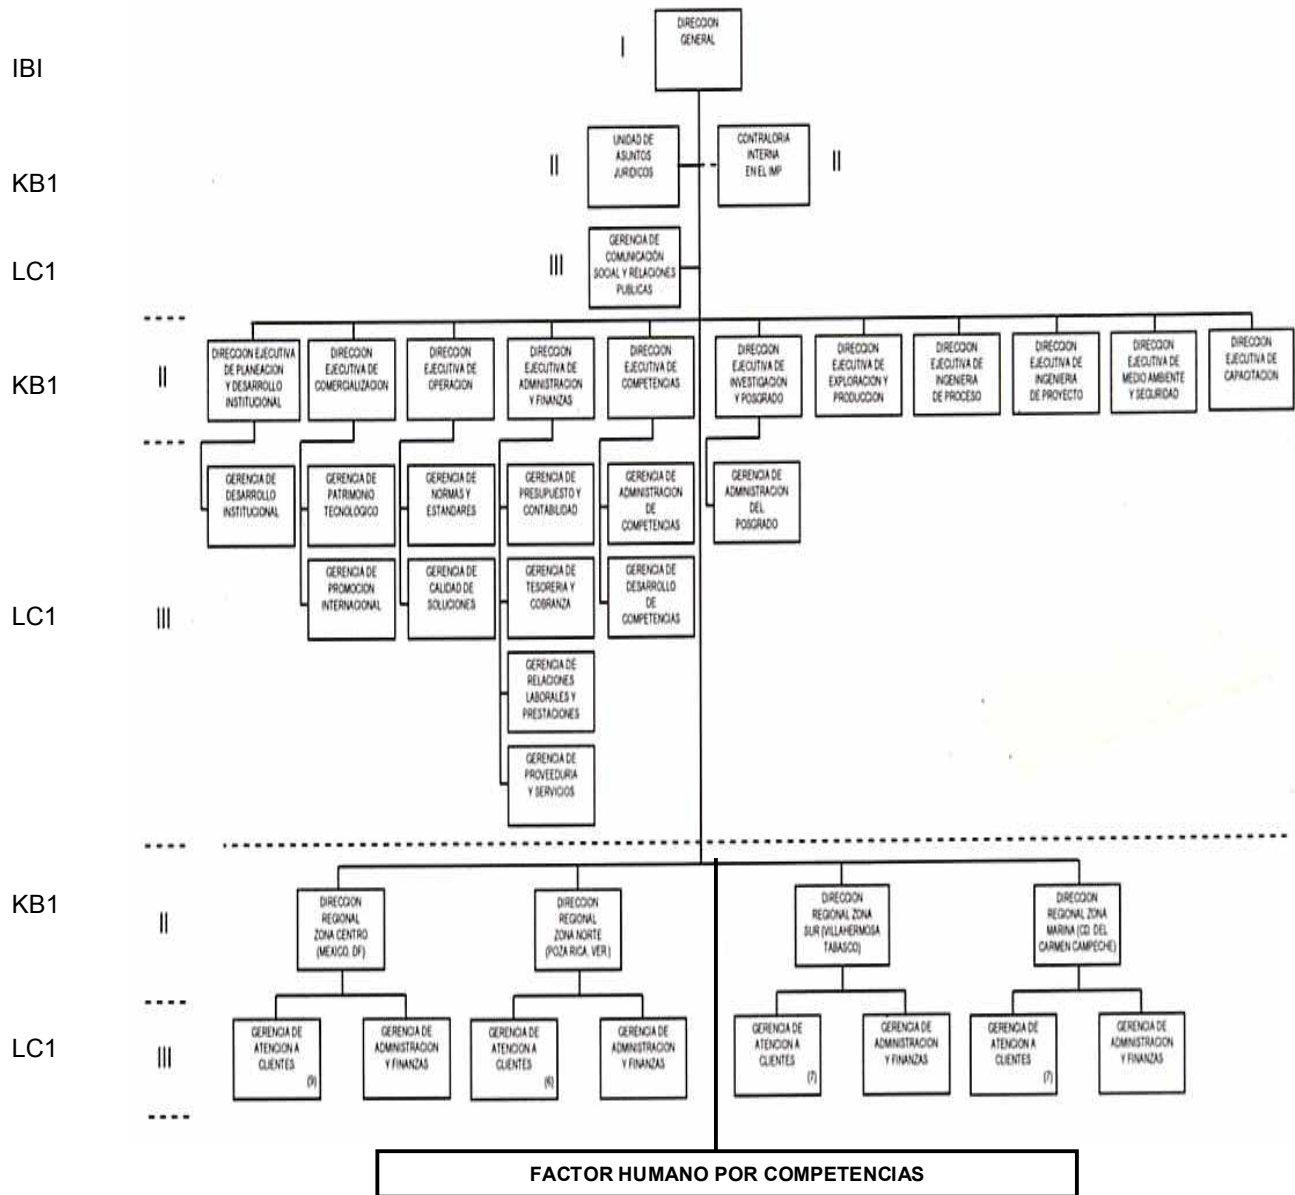 DIRECCION
GENERAL
I
IBI
UNIDAD DE
ASUNTOS
JURIDICOS
CONTRALORIA
INTERNA
EN EL IMP
II
II
KB1
GERENCIA DE
COMUNICACIÓN
SOCIAL Y RELACIONES
PUBLICAS
III
LC1
KB1
II
DIRECCION EJECUTIVA
DE PLANEACION
Y DESARROLLO
INSTITUCIONAL
DIRECCION
EJECUTIVA DE
COMERCIALIZACION
DIRECCION
EJECUTIVA DE
OPERACION
DIRECCION
EJECUTIVA DE
ADMINISTRACION
Y FINANZAS
DIRECCION
EJECUTIVA DE
COMPETENCIAS
DIRECCION
EJECUTIVA DE
INVESTIGACION
Y POSGRADO
DIRECCION
EJECUTIVA DE
EXPLORACION Y
PRODUCCION
DIRECCION
EJECUTIVA DE
INGENIERIA
DE PROCESO
DIRECCION
EJECUTIVA DE
INGENIERIA
DE PROYECTO
DIRECCION
EJECUTIVA DE
MEDIO AMBIENTE
Y SEGURIDAD
DIRECCION
EJECUTIVA DE
CAPACITACION
GERENCIA DE
DESARROLLO
INSTITUCIONAL
GERENCIA DE
PATRIMONIO
TECNOLOGICO
GERENCIA DE
NORMAS Y
ESTANDARES
GERENCIA DE
PRESUPUESTO Y
CONTABILIDAD
GERENCIA DE
ADMINISTRACION
DE
COMPETENCIAS
GERENCIA DE
ADMINISTRACION
DEL
POSGRADO
LC1
III
GERENCIA DE
PROMOCION
INTERNACIONAL
GERENCIA DE
CALIDAD DE
SOLUCIONES
GERENCIA DE
TESORERIA Y
COBRANZA
GERENCIA DE
DESARROLLO
DE
COMPETENCIAS
GERENCIA DE
RELACIONES
LABORALES Y
PRESTACIONES
GERENCIA DE
PROVEEDURIA
Y SERVICIOS
KB1
II
DIRECCION
REGIONAL
ZONA CENTRO
(MEXICO, DF)
DIRECCION
REGIONAL
ZONA NORTE
(POZA RICA, VER.)
DIRECCION
REGIONAL ZONA
SUR (VILLAHERMOSA
TABASCO)
DIRECCION
REGIONAL ZONA
MARINA (CD. DEL
CARMEN CAMPECHE)
LC1
III
GERENCIA DE
ATENCION A
CLIENTES
(9)
GERENCIA DE
ADMINISTRACION
Y FINANZAS
GERENCIA DE
ATENCION A
CLIENTES
(6)
GERENCIA DE
ADMINISTRACION
Y FINANZAS
GERENCIA DE
ATENCION A
CLIENTES
(7)
GERENCIA DE
ADMINISTRACION
Y FINANZAS
GERENCIA DE
ATENCION A
CLIENTES
(7)
GERENCIA DE
ADMINISTRACION
Y FINANZAS
FACTOR HUMANO POR COMPETENCIAS